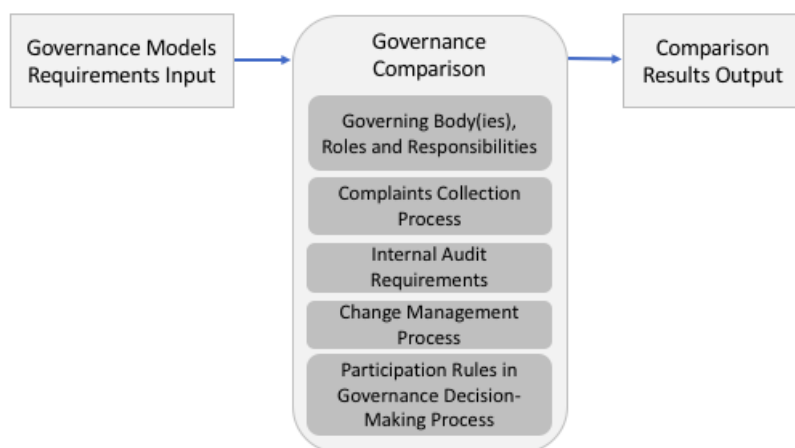 Governance Models
Requirements Input
Governance
Comparison
Governing Body(ies),
Roles and Responsibilities
Complaints Collection
Process
Internal Audit
Requirements
Change Management
Process
Participation Rules in
Governance Decision-
Making Process
Comparison
Results Output